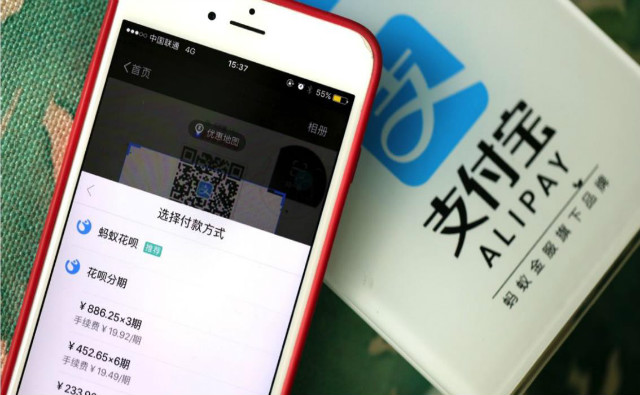 中国联通 4G
15:37
55%
首页
相册
优惠地图
选择付款方式
蚂蚁花呗 推荐
花呗分期
￥886.25×3期
手续费￥19.92/期
￥452.65×6期
手续费￥19.49/期
支付宝
ALIPAY
蚂蚁金服旗下品牌